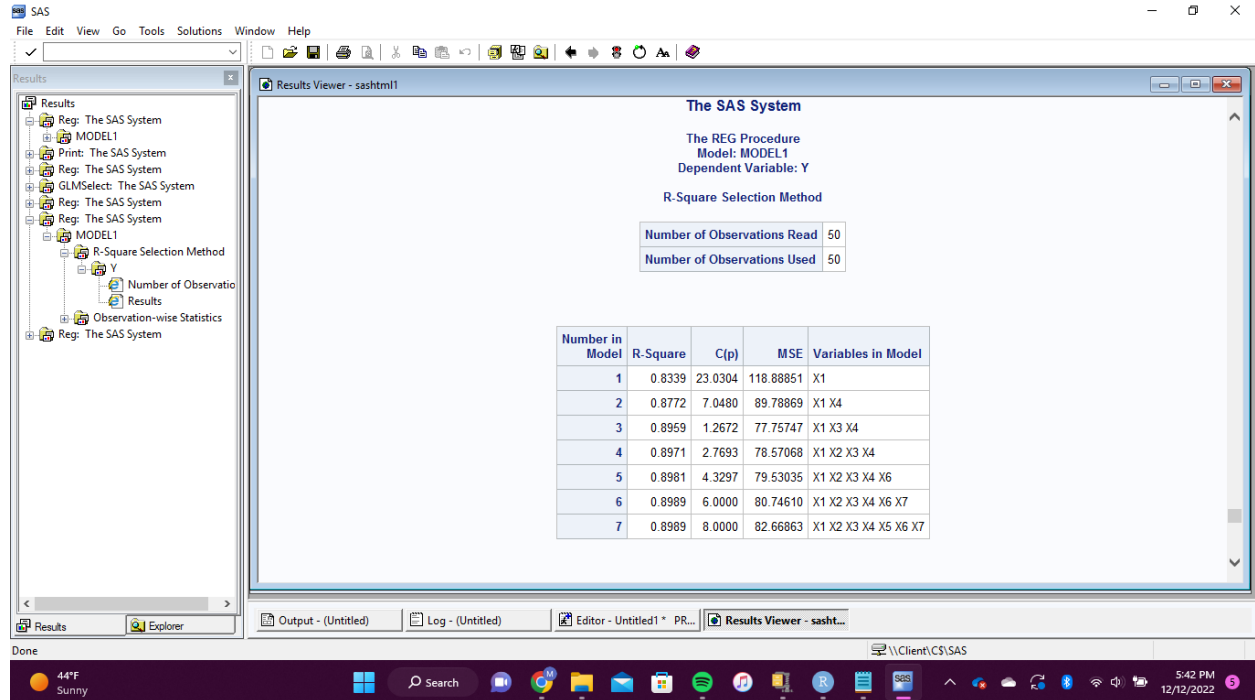 SAS
File Edit View Go Tools Solutions Window Help
Results
Results
Reg: The SAS System
MODEL1
Print: The SAS System
Reg: The SAS System
GLMSelect: The SAS System
Reg: The SAS System
Reg: The SAS System
MODEL1
R-Square Selection Method
Y
Number of Observatio
Results
Observation-wise Statistics
Reg: The SAS System
Results Explorer
Results Viewer - sashtml1
The SAS System
The REG Procedure
Model: MODEL1
Dependent Variable: Y
R-Square Selection Method
Number of Observations Read 50
Number of Observations Used 50
Number in
Model R-Square C(p) MSE Variables in Model
1 0.8339 23.0304 118.88851 X1
2 0.8772 7.0480 89.78869 X1 X4
3 0.8959 1.2672 77.75747 X1 X3 X4
4 0.8971 2.7693 78.57068 X1 X2 X3 X4
5 0.8981 4.3297 79.53035 X1 X2 X3 X4 X6
6 0.8989 6.0000 80.74610 X1 X2 X3 X4 X6 X7
7 0.8989 8.0000 82.66863 X1 X2 X3 X4 X5 X6 X7
Output - (Untitled) Log - (Untitled) Editor - Untitled1 * PR... Results Viewer - sasht...
Done \\Client\C$\SAS
44°F
Sunny
Search
M
R
sas
5:42 PM
12/12/2022
5